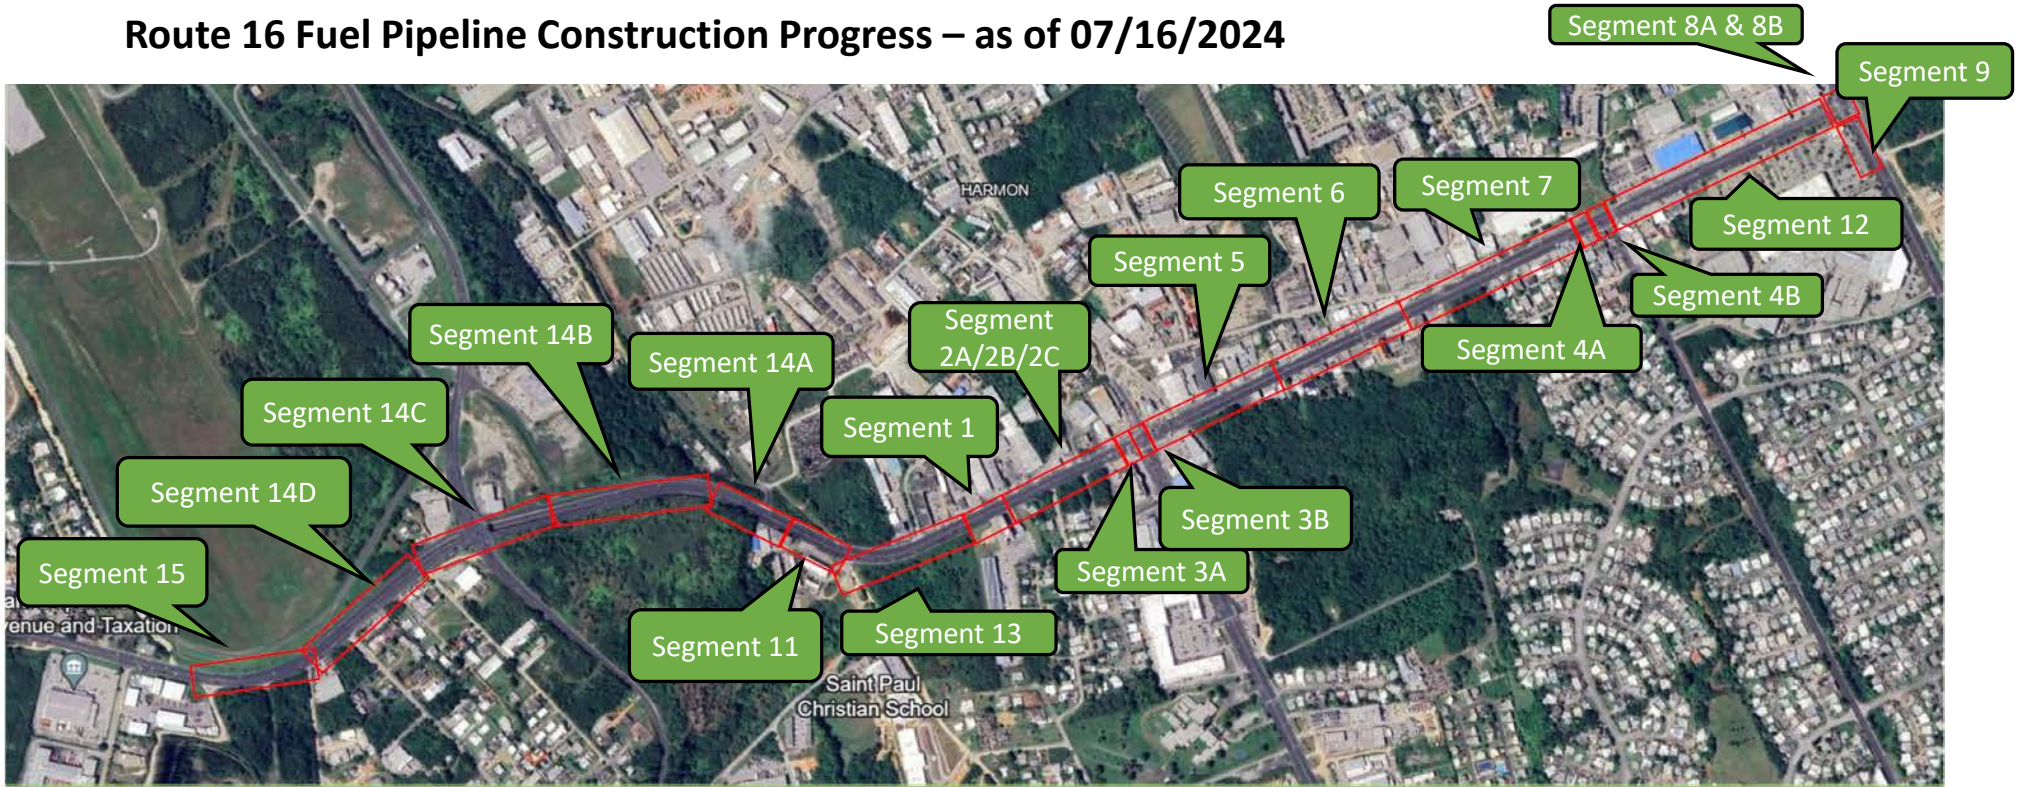 Route 16 Fuel Pipeline Construction Progress – as of 07/16/2024
Segment 8A & 8B
Segment 9
HARMON
Segment 6
Segment 7
Segment 12
Segment 5
Segment 4B
Segment 14B
Segment 14A
Segment
2A/2B/2C
Segment 4A
Segment 14C
Segment 1
Segment 14D
Segment 3B
Segment 15
Segment 3A
enue and Taxation
Segment 11
Segment 13
Saint Paul
Christian School